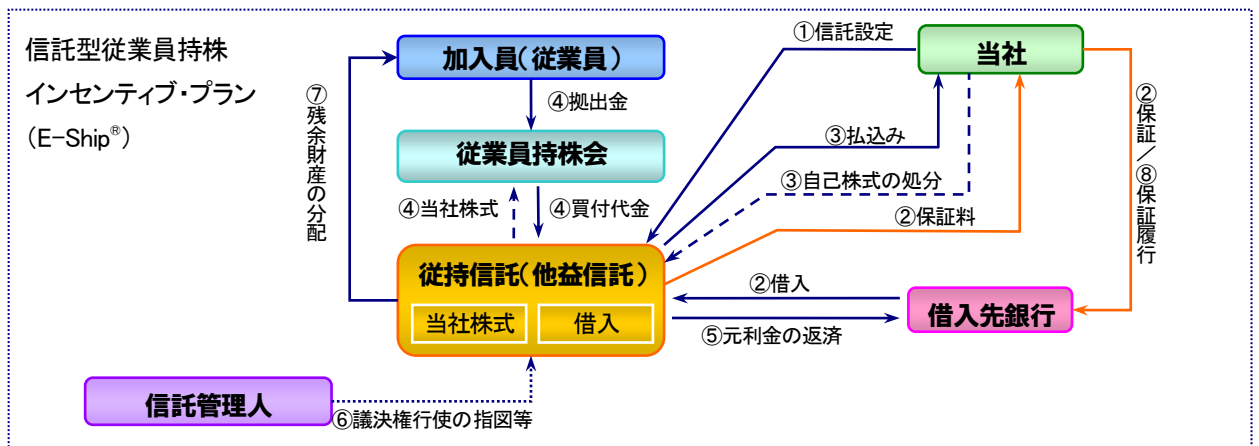 信託型従業員持株
インセンティブ・プラン
(E-Ship®)
加入員(従業員)
①信託設定
当社
④拠出金
⑦残余財産の分配
②保証/⑧保証履行
従業員持株会
③払込み
③自己株式の処分
④当社株式
④買付代金
②保証料
従持信託(他益信託)
当社株式
借入
②借入
借入先銀行
⑤元利金の返済
信託管理人
⑥議決権行使の指図等